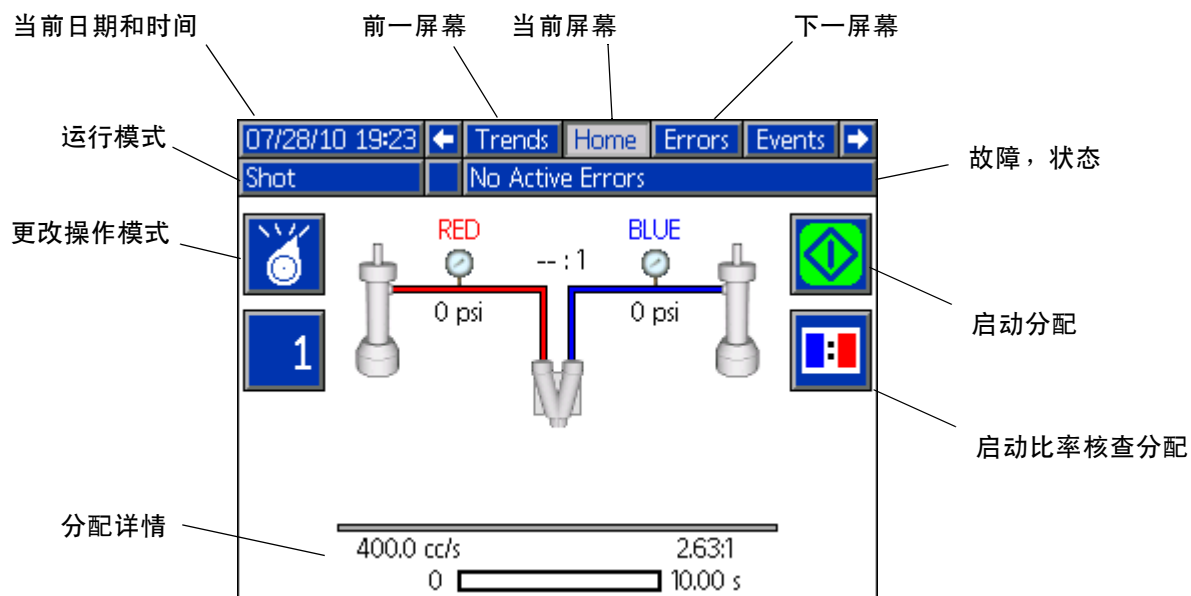 当前日期和时间
前一屏幕
当前屏幕
下一屏幕
运行模式
07/28/10 19:23
Trends
Home
Errors
Events
Shot
No Active Errors
故障，状态
更改操作模式
RED
BLUE
-- : 1
0 psi
0 psi
1
启动分配
启动比率核查分配
分配详情
400.0 cc/s
2.63:1
0
10.00 s